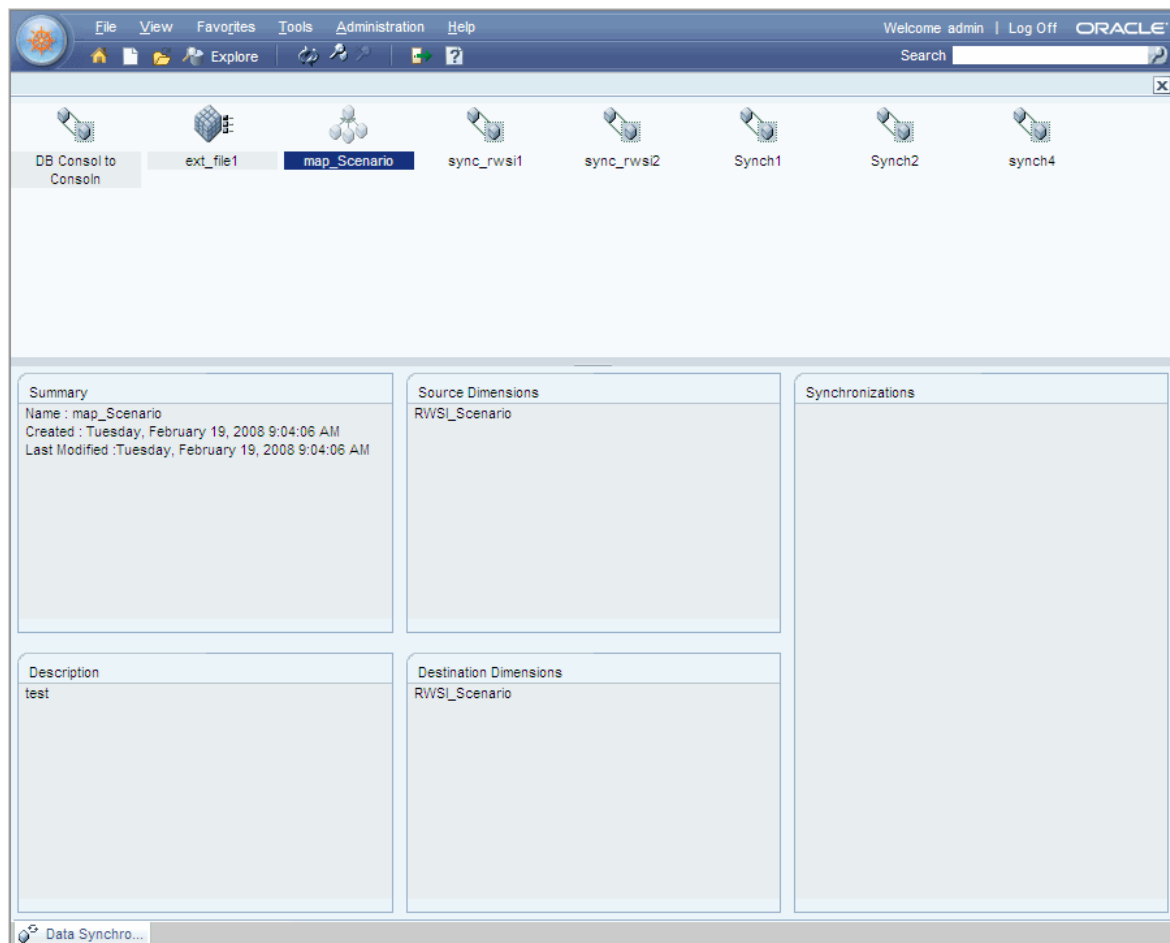 File View Favorites Tools Administration Help
Welcome admin | Log Off ORACLE
Explore
Search
DB Consol to
Consoln
ext_file1
map_Scenario
sync_rwsi1
sync_rwsi2
Synch1
Synch2
synch4
Summary
Name : map_Scenario
Created : Tuesday, February 19, 2008 9:04:06 AM
Last Modified :Tuesday, February 19, 2008 9:04:06 AM
Source Dimensions
RWSI_Scenario
Synchronizations
Description
test
Destination Dimensions
RWSI_Scenario
Data Synchro...